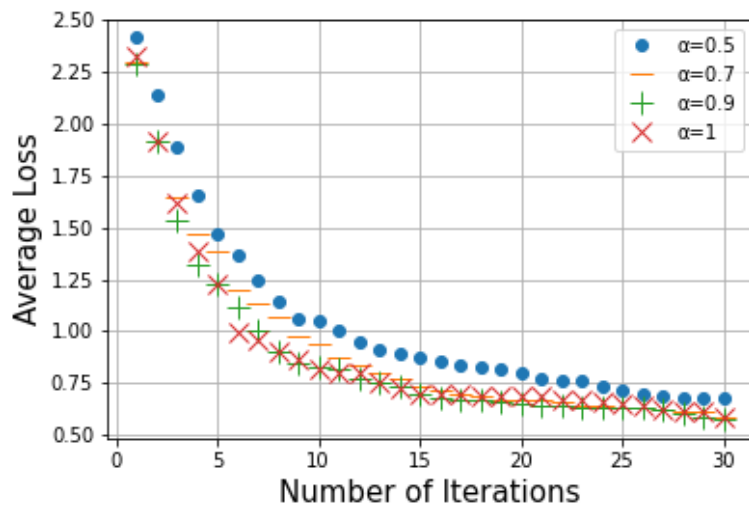 2.50
2.25
2.00
1.75
1.50
1.25
1.00
0.75
0.50
Average Loss
α=0.5
α=0.7
α=0.9
α=1
0 5 10 15 20 25 30
Number of Iterations